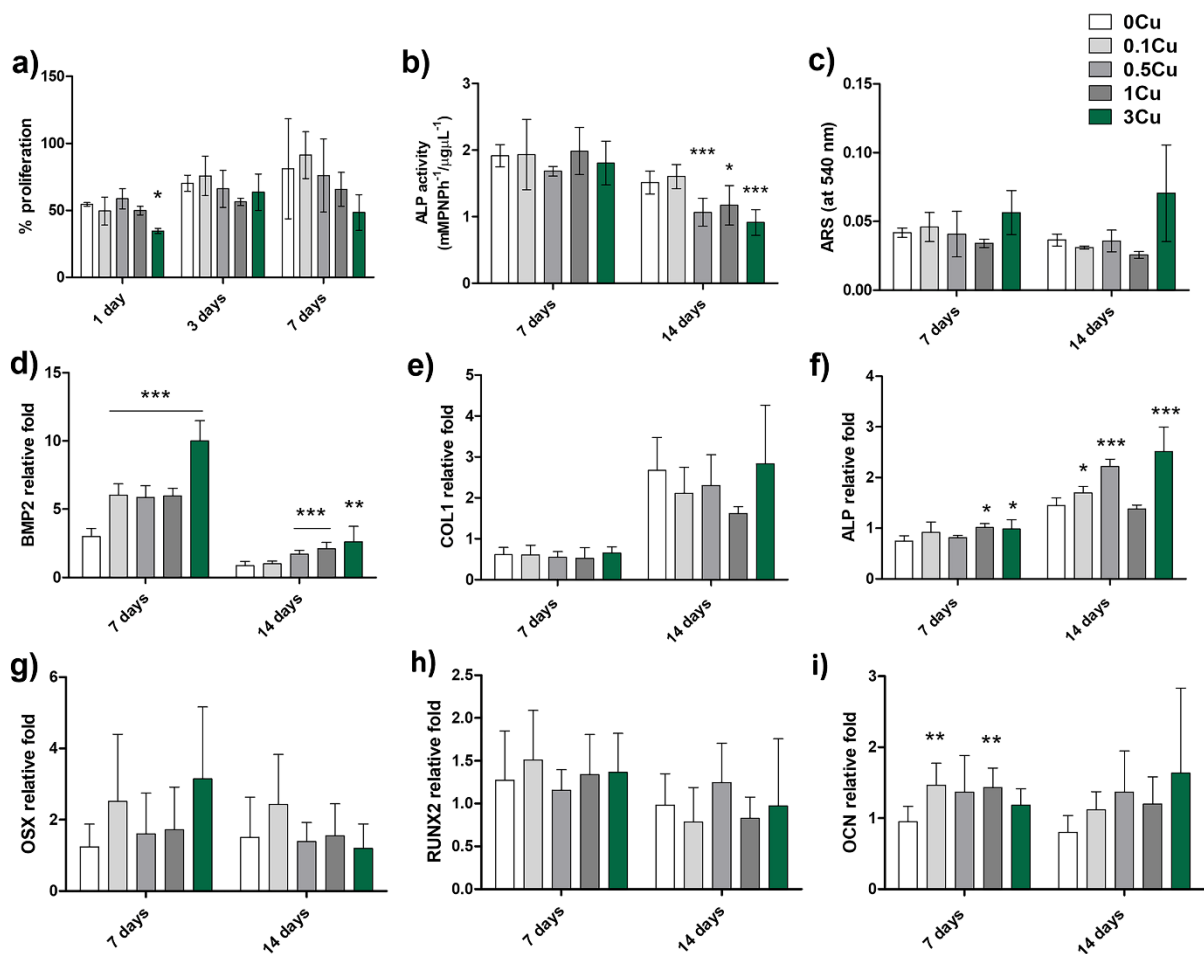 0Cu
0.1Cu
0.5Cu
1Cu
3Cu
a)
% proliferation
150
100
50
0
*
1 day
3 days
7 days
b)
ALP activity
(mMPNPh⁻¹/µgµL⁻¹)
3
2
1
0
***
*
***
7 days
14 days
c)
ARS (at 540 nm)
0.15
0.10
0.05
0.00
7 days
14 days
d)
BMP2 relative fold
15
10
5
0
***
***
**
7 days
14 days
e)
COL1 relative fold
5
4
3
2
1
0
7 days
14 days
f)
ALP relative fold
4
3
2
1
0
*
*
*
***
***
7 days
14 days
g)
OSX relative fold
6
4
2
0
7 days
14 days
h)
RUNX2 relative fold
2.5
2.0
1.5
1.0
0.5
0.0
7 days
14 days
i)
OCN relative fold
3
2
1
0
**
**
7 days
14 days